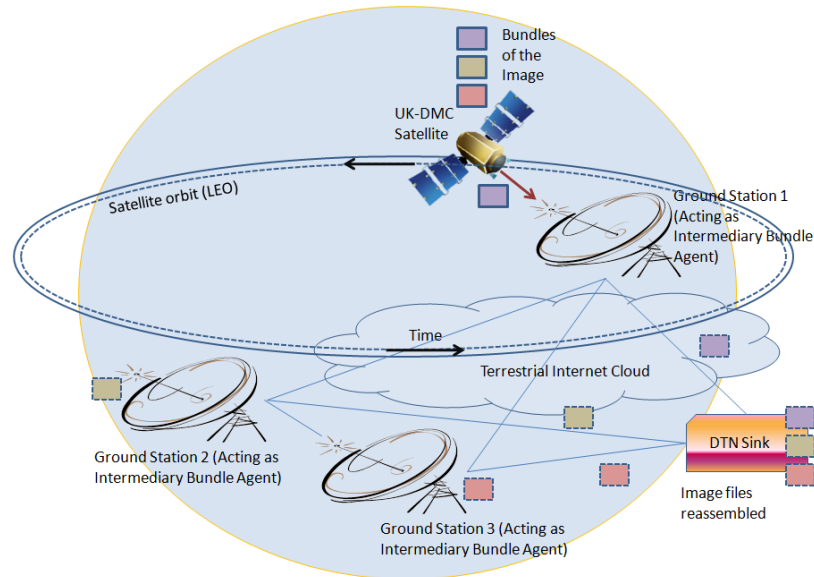 Bundles
of the
Image
UK-DMC
Satellite
Satellite orbit (LEO)
Ground Station 1
(Acting as
Intermediary Bundle
Agent)
Time
Terrestrial Internet Cloud
Ground Station 2 (Acting as
Intermediary Bundle Agent)
DTN Sink
Image files
reassembled
Ground Station 3 (Acting as
Intermediary Bundle Agent)